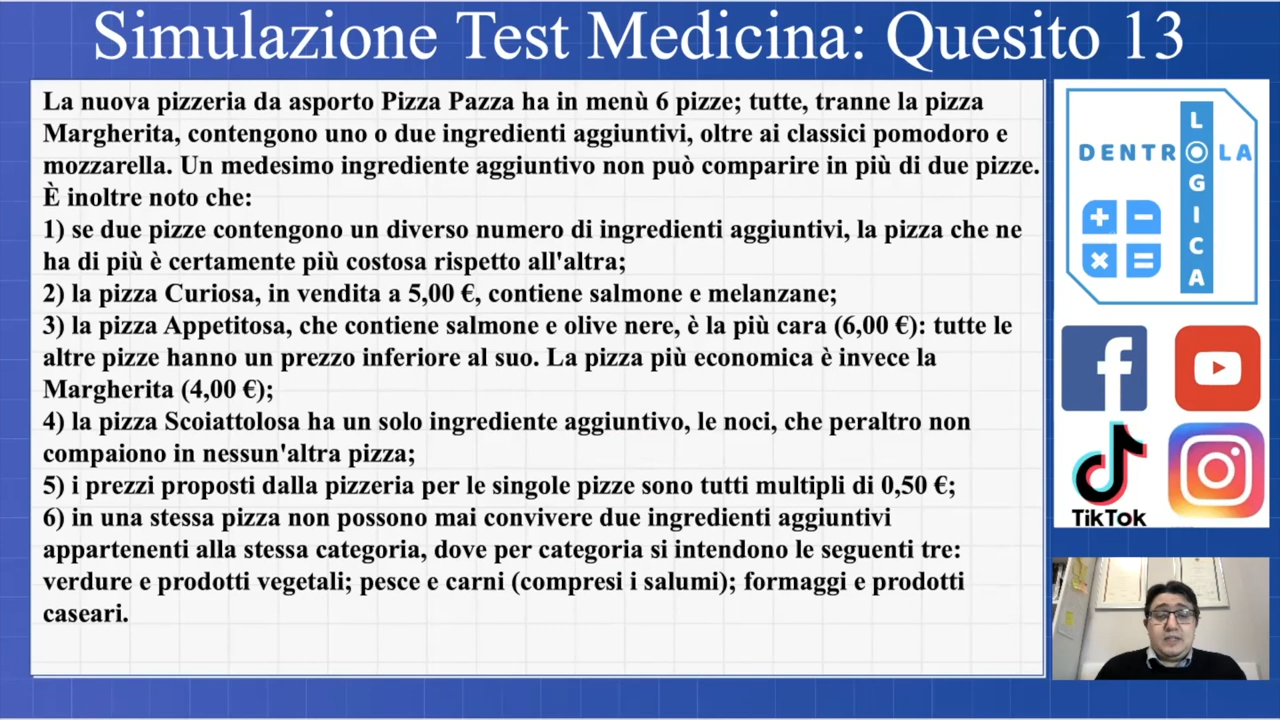 Simulazione Test Medicina: Quesito 13
La nuova pizzeria da asporto Pizza Pazza ha in menù 6 pizze; tutte, tranne la pizza
Margherita, contengono uno o due ingredienti aggiuntivi, oltre ai classici pomodoro e
mozzarella. Un medesimo ingrediente aggiuntivo non può comparire in più di due pizze.
È inoltre noto che:
1) se due pizze contengono un diverso numero di ingredienti aggiuntivi, la pizza che ne
ha di più è certamente più costosa rispetto all'altra;
2) la pizza Curiosa, in vendita a 5,00 €, contiene salmone e melanzane;
3) la pizza Appetitosa, che contiene salmone e olive nere, è la più cara (6,00 €): tutte le
altre pizze hanno un prezzo inferiore al suo. La pizza più economica è invece la
Margherita (4,00 €);
4) la pizza Scoiattolosa ha un solo ingrediente aggiuntivo, le noci, che peraltro non
compaiono in nessun'altra pizza;
5) i prezzi proposti dalla pizzeria per le singole pizze sono tutti multipli di 0,50 €;
6) in una stessa pizza non possono mai convivere due ingredienti aggiuntivi
appartenenti alla stessa categoria, dove per categoria si intendono le seguenti tre:
verdure e prodotti vegetali; pesce e carni (compresi i salumi); formaggi e prodotti
caseari.
DENTRO LA
LOGICA
TikTok